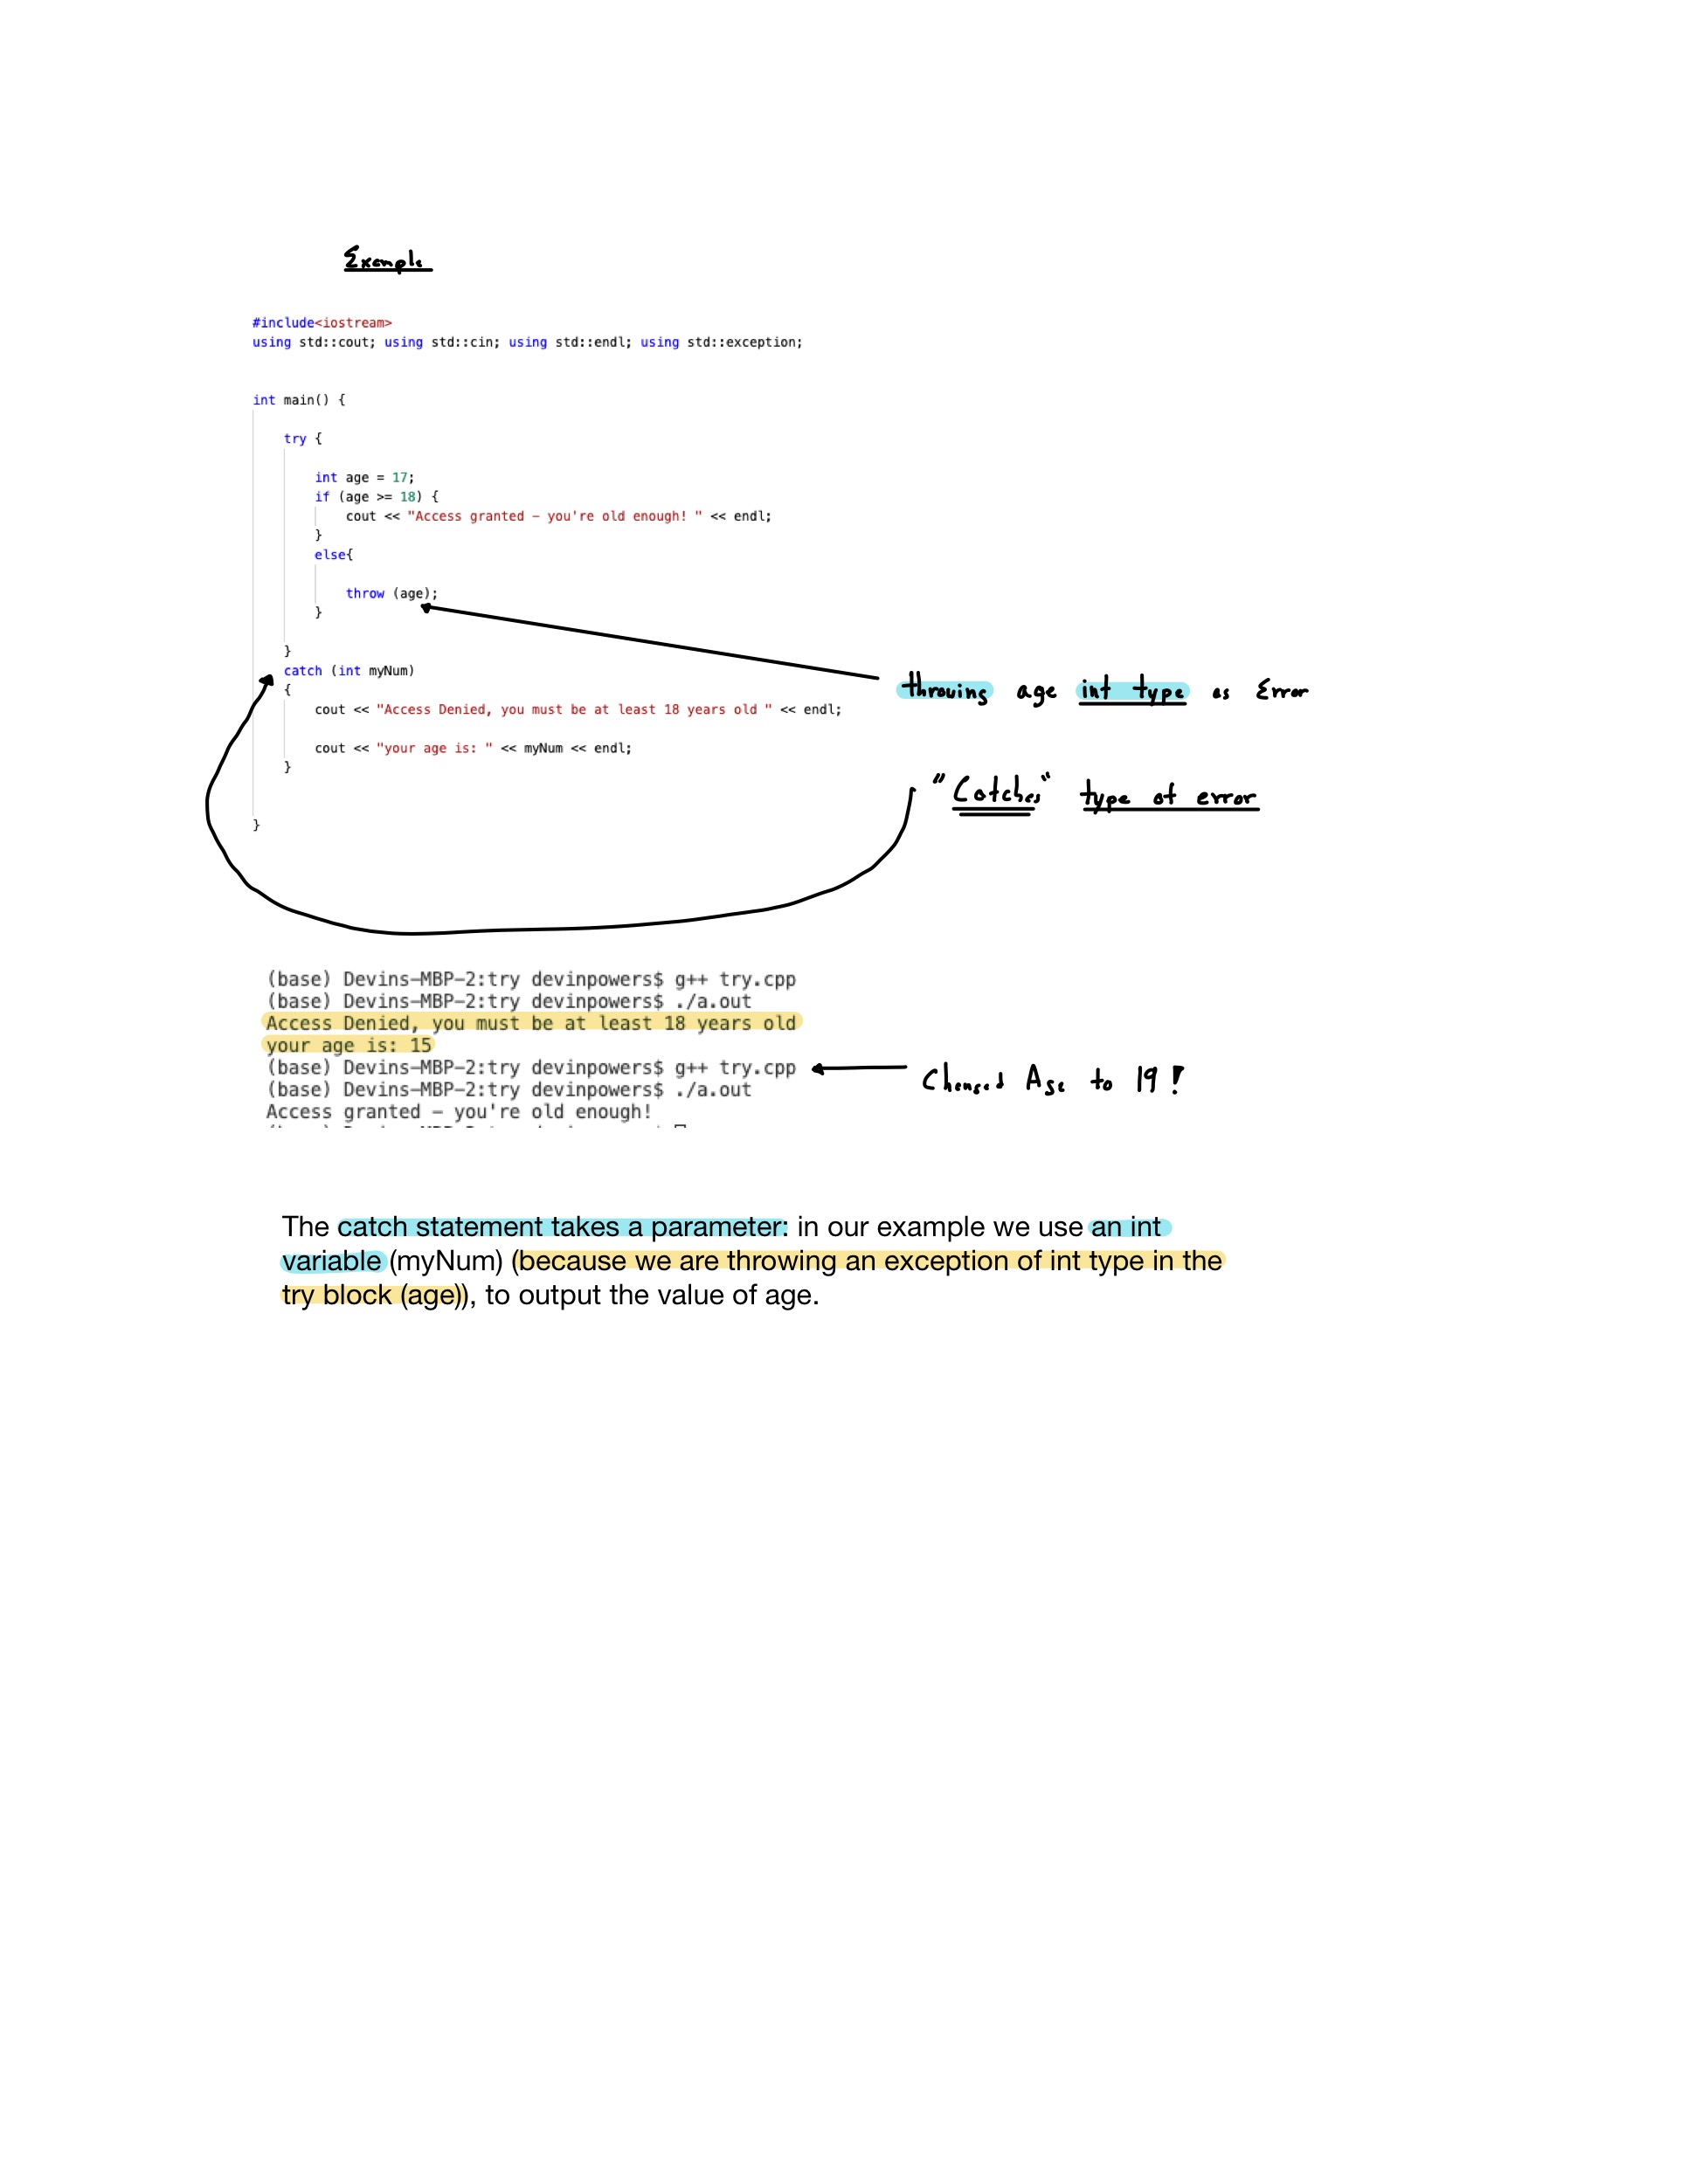 Example
#include<iostream>
using std::cout; using std::cin; using std::endl; using std::exception;
int main() {
try {
int age = 17;
if (age >= 18) {
cout << "Access granted - you're old enough! " << endl;
}
else{
throw (age);
}
}
catch (int myNum)
{
cout << "Access Denied, you must be at least 18 years old " << endl;
cout << "your age is: " << myNum << endl;
}
}
throwing age int type as Error
"Catches" type of error
(base) Devins-MBP-2:try devinpowers$ g++ try.cpp
(base) Devins-MBP-2:try devinpowers$ ./a.out
Access Denied, you must be at least 18 years old
your age is: 15
(base) Devins-MBP-2:try devinpowers$ g++ try.cpp
(base) Devins-MBP-2:try devinpowers$ ./a.out
Access granted - you're old enough!
Changed Age to 19!
The catch statement takes a parameter: in our example we use an int
variable (myNum) (because we are throwing an exception of int type in the
try block (age)), to output the value of age.